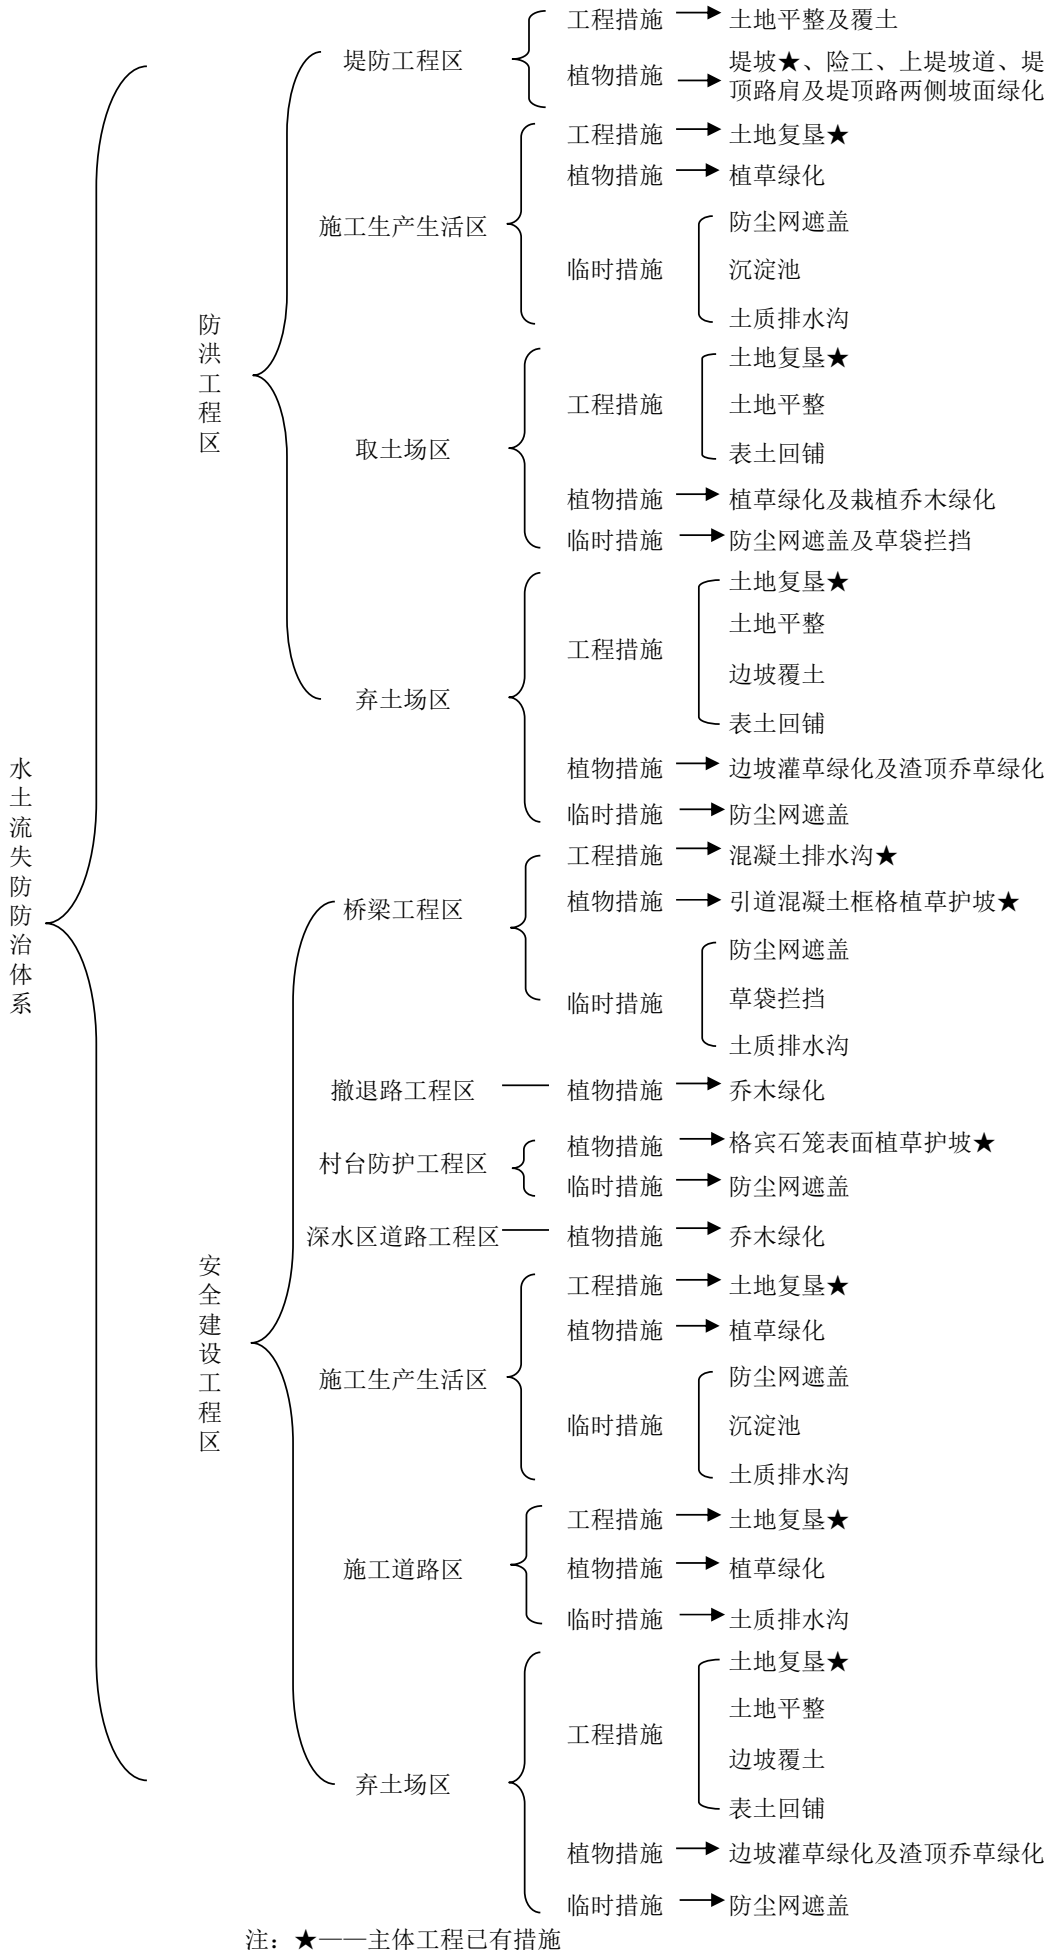 水土流失防防治体系
防洪工程区
堤防工程区
工程措施
土地平整及覆土
植物措施
堤坡★、险工、上堤坡道、堤
顶路肩及堤顶路两侧坡面绿化
施工生产生活区
工程措施
土地复垦★
植物措施
植草绿化
临时措施
防尘网遮盖
沉淀池
土质排水沟
取土场区
工程措施
土地复垦★
土地平整
表土回铺
植物措施
植草绿化及栽植乔木绿化
临时措施
防尘网遮盖及草袋拦挡
弃土场区
工程措施
土地复垦★
土地平整
边坡覆土
表土回铺
植物措施
边坡灌草绿化及渣顶乔草绿化
临时措施
防尘网遮盖
安全建设工程区
桥梁工程区
工程措施
混凝土排水沟★
植物措施
引道混凝土框格植草护坡★
临时措施
防尘网遮盖
草袋拦挡
土质排水沟
撤退路工程区
植物措施
乔木绿化
村台防护工程区
植物措施
格宾石笼表面植草护坡★
临时措施
防尘网遮盖
深水区道路工程区
植物措施
乔木绿化
施工生产生活区
工程措施
土地复垦★
植物措施
植草绿化
临时措施
防尘网遮盖
沉淀池
土质排水沟
施工道路区
工程措施
土地复垦★
植物措施
植草绿化
临时措施
土质排水沟
弃土场区
工程措施
土地复垦★
土地平整
边坡覆土
表土回铺
植物措施
边坡灌草绿化及渣顶乔草绿化
临时措施
防尘网遮盖
注：★——主体工程已有措施